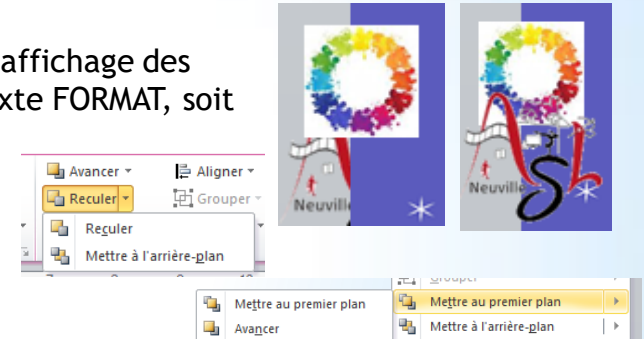 affichage des
xte FORMAT, soit
Avancer
Aligner
Reculer
Grouper
Reculer
Mettre à l'arrière-plan
Neuville
Ash
Neuville
Grouper
Mettre au premier plan
Mettre au premier plan
Avancer
Mettre à l'arrière-plan